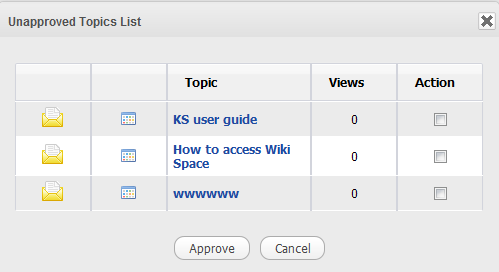 Unapproved Topics List
Topic Views Action
KS user guide 0
How to access Wiki
Space 0
wwwwww 0
Approve Cancel